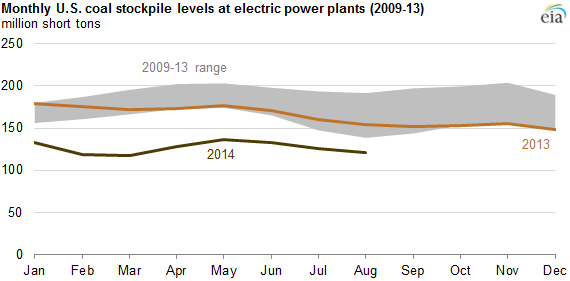 Monthly U.S. coal stockpile levels at electric power plants (2009-13)
million short tons
eia
250
200
150
100
50
0
2009-13 range
2013
2014
Jan Feb Mar Apr May Jun Jul Aug Sep Oct Nov Dec